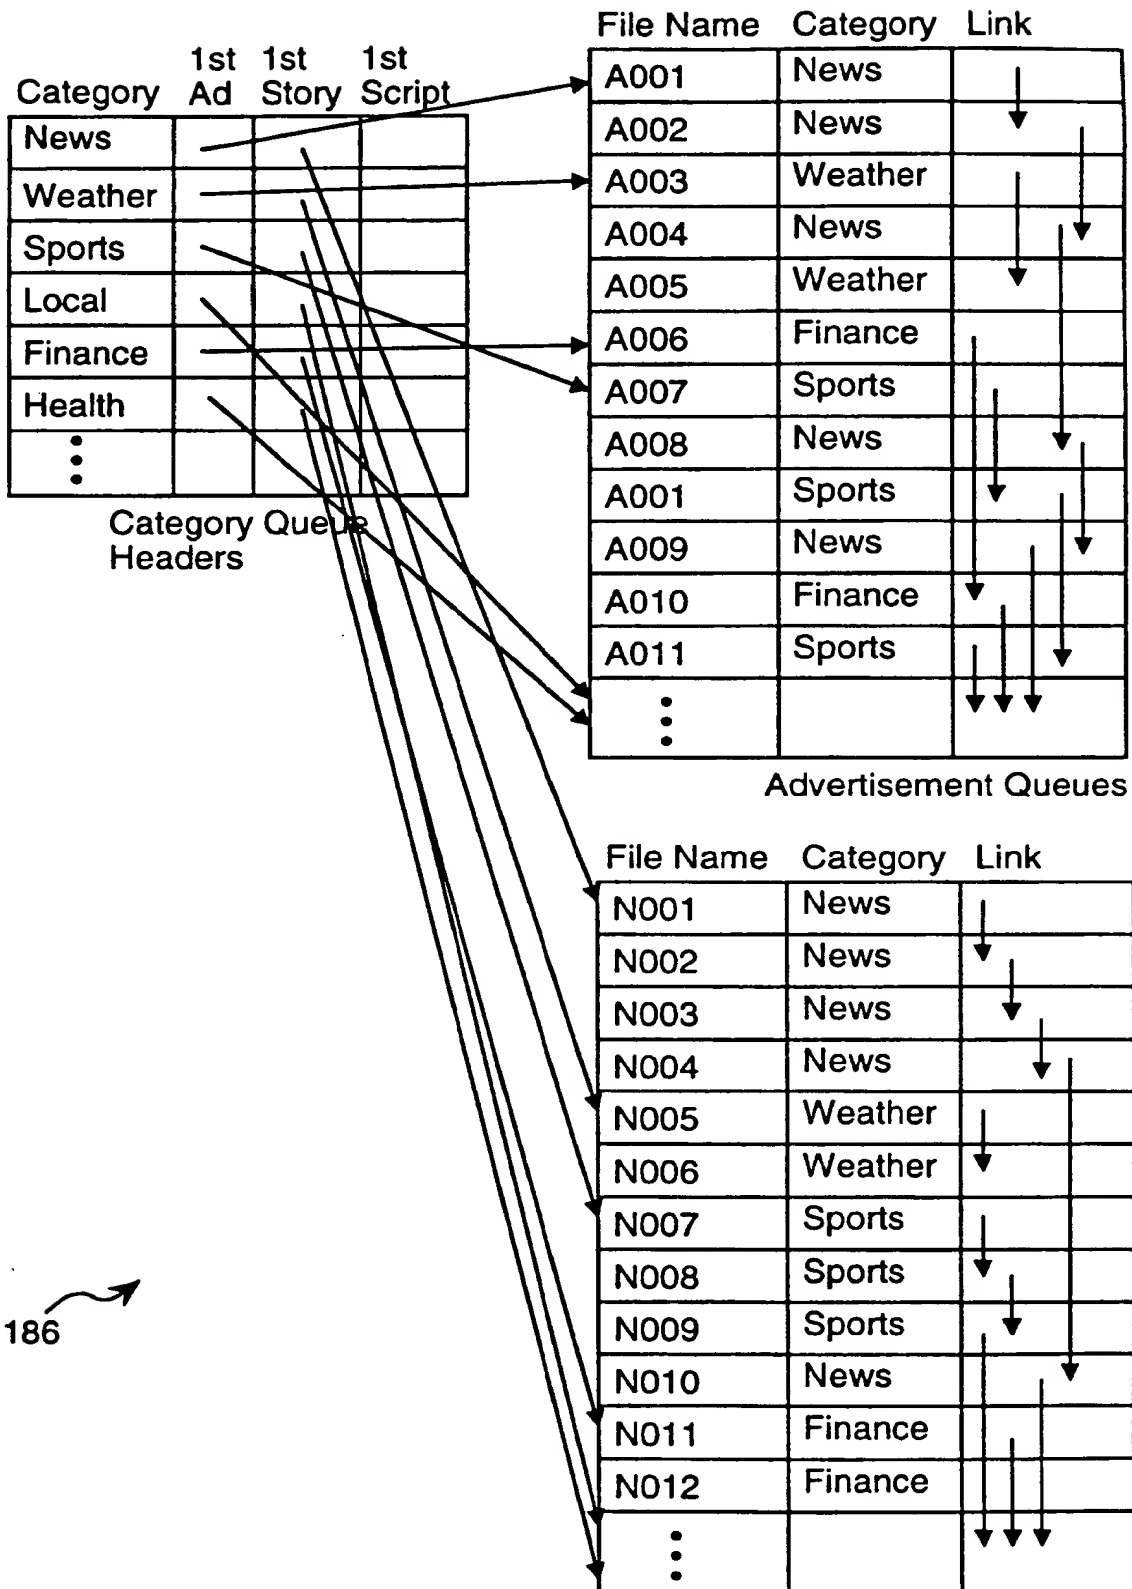 Category 1st Ad 1st Story 1st Script
News
Weather
Sports
Local
Finance
Health
Category Queue
Headers
File Name Category Link
A001 News
A002 News
A003 Weather
A004 News
A005 Weather
A006 Finance
A007 Sports
A008 News
A001 Sports
A009 News
A010 Finance
A011 Sports
Advertisement Queues
File Name Category Link
N001 News
N002 News
N003 News
N004 News
N005 Weather
N006 Weather
N007 Sports
N008 Sports
N009 Sports
N010 News
N011 Finance
N012 Finance
186